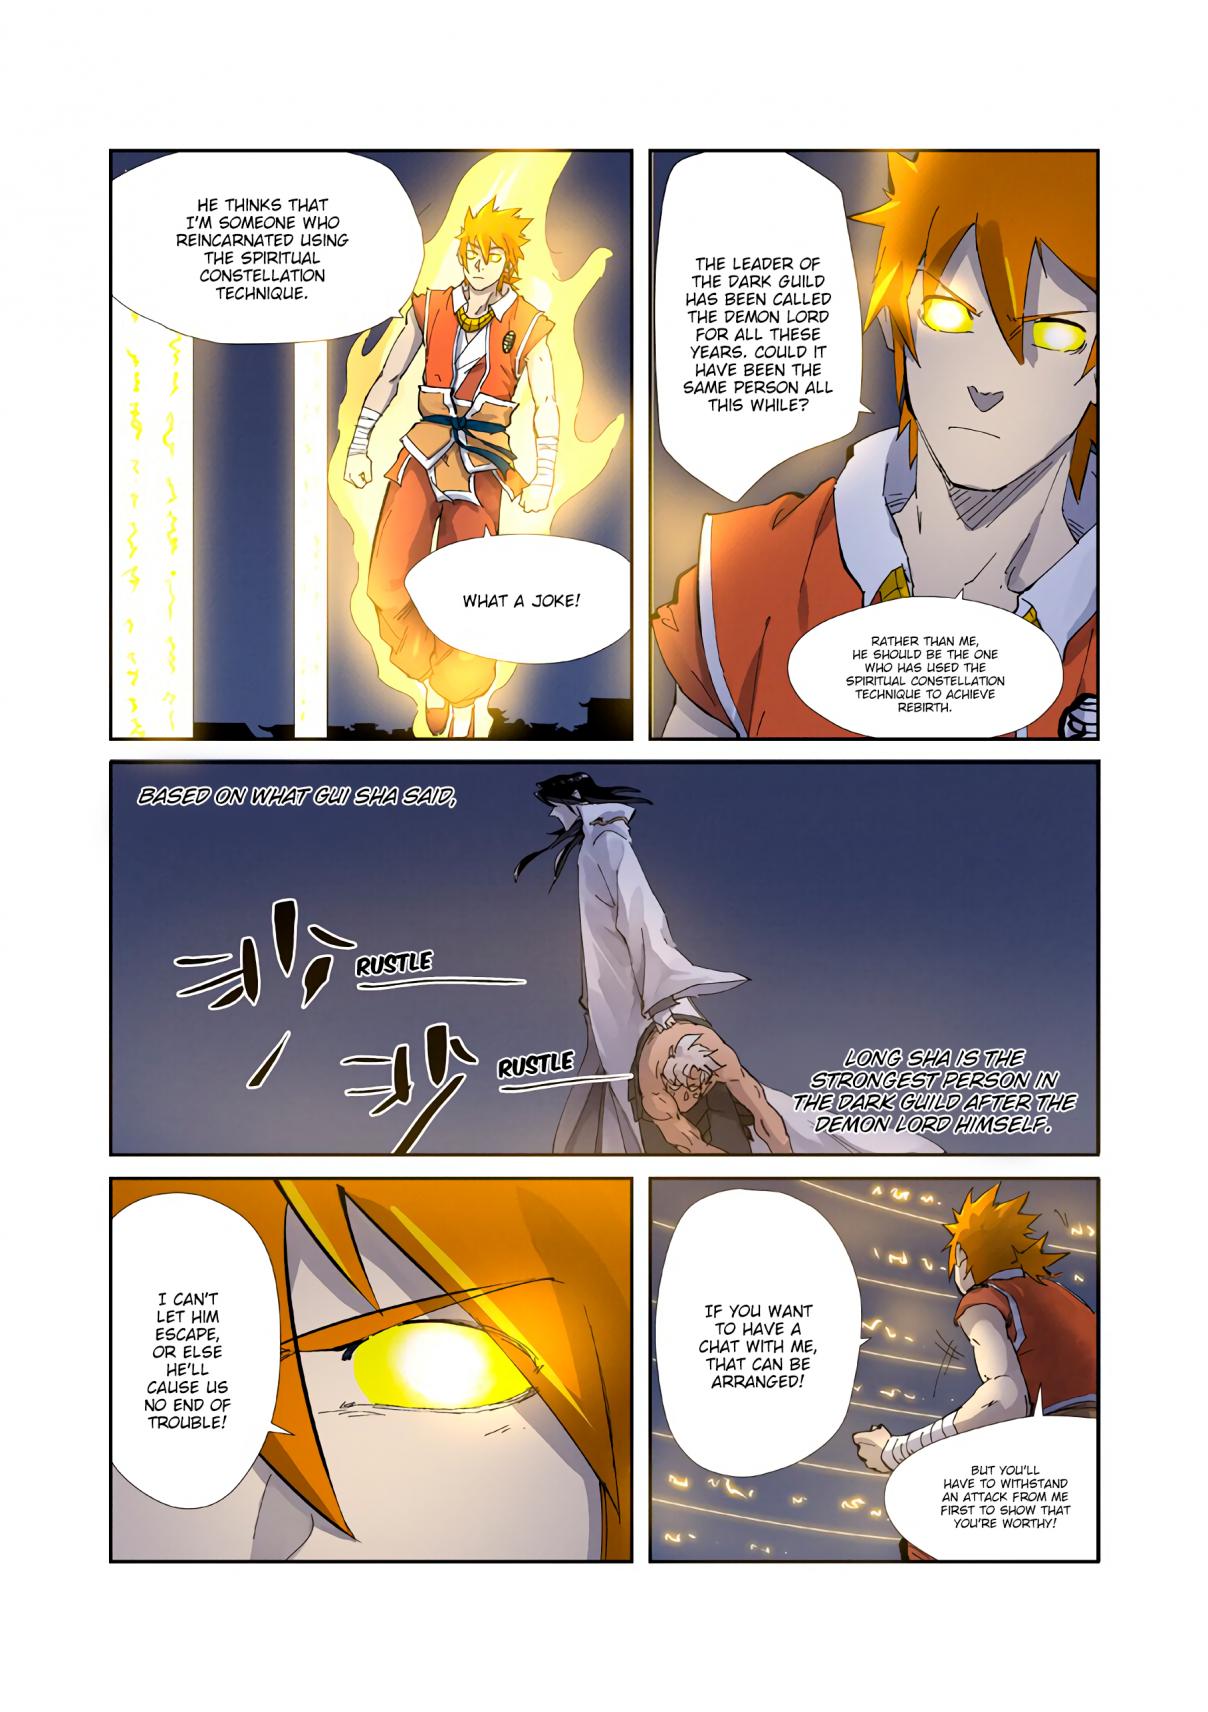 HE THINKS THAT
I'M SOMEONE WHO
REINCARNATED USING
THE SPIRITUAL
CONSTELLATION
TECHNIQUE.
WHAT A JOKE!
THE LEADER OF
THE DARK GUILD
HAS BEEN CALLED
THE DEMON LORD
FOR ALL THESE
YEARS. COULD IT
HAVE BEEN THE
SAME PERSON ALL
THIS WHILE?
RATHER THAN ME,
HE SHOULD BE THE ONE
WHO HAS USED THE
SPIRITUAL CONSTELLATION
TECHNIQUE TO ACHIEVE
REBIRTH.
BASED ON WHAT GUI SHA SAID,
沙
RUSTLE
沙
RUSTLE
LONG SHA IS THE
STRONGEST PERSON IN
THE DARK GUILD AFTER THE
DEMON LORD HIMSELF.
I CAN'T
LET HIM
ESCAPE,
OR ELSE
HE'LL
CAUSE US
NO END OF
TROUBLE!
IF YOU WANT
TO HAVE A
CHAT WITH ME,
THAT CAN BE
ARRANGED!
BUT YOU'LL
HAVE TO WITHSTAND
AN ATTACK FROM ME
FIRST TO SHOW THAT
YOU'RE WORTHY!